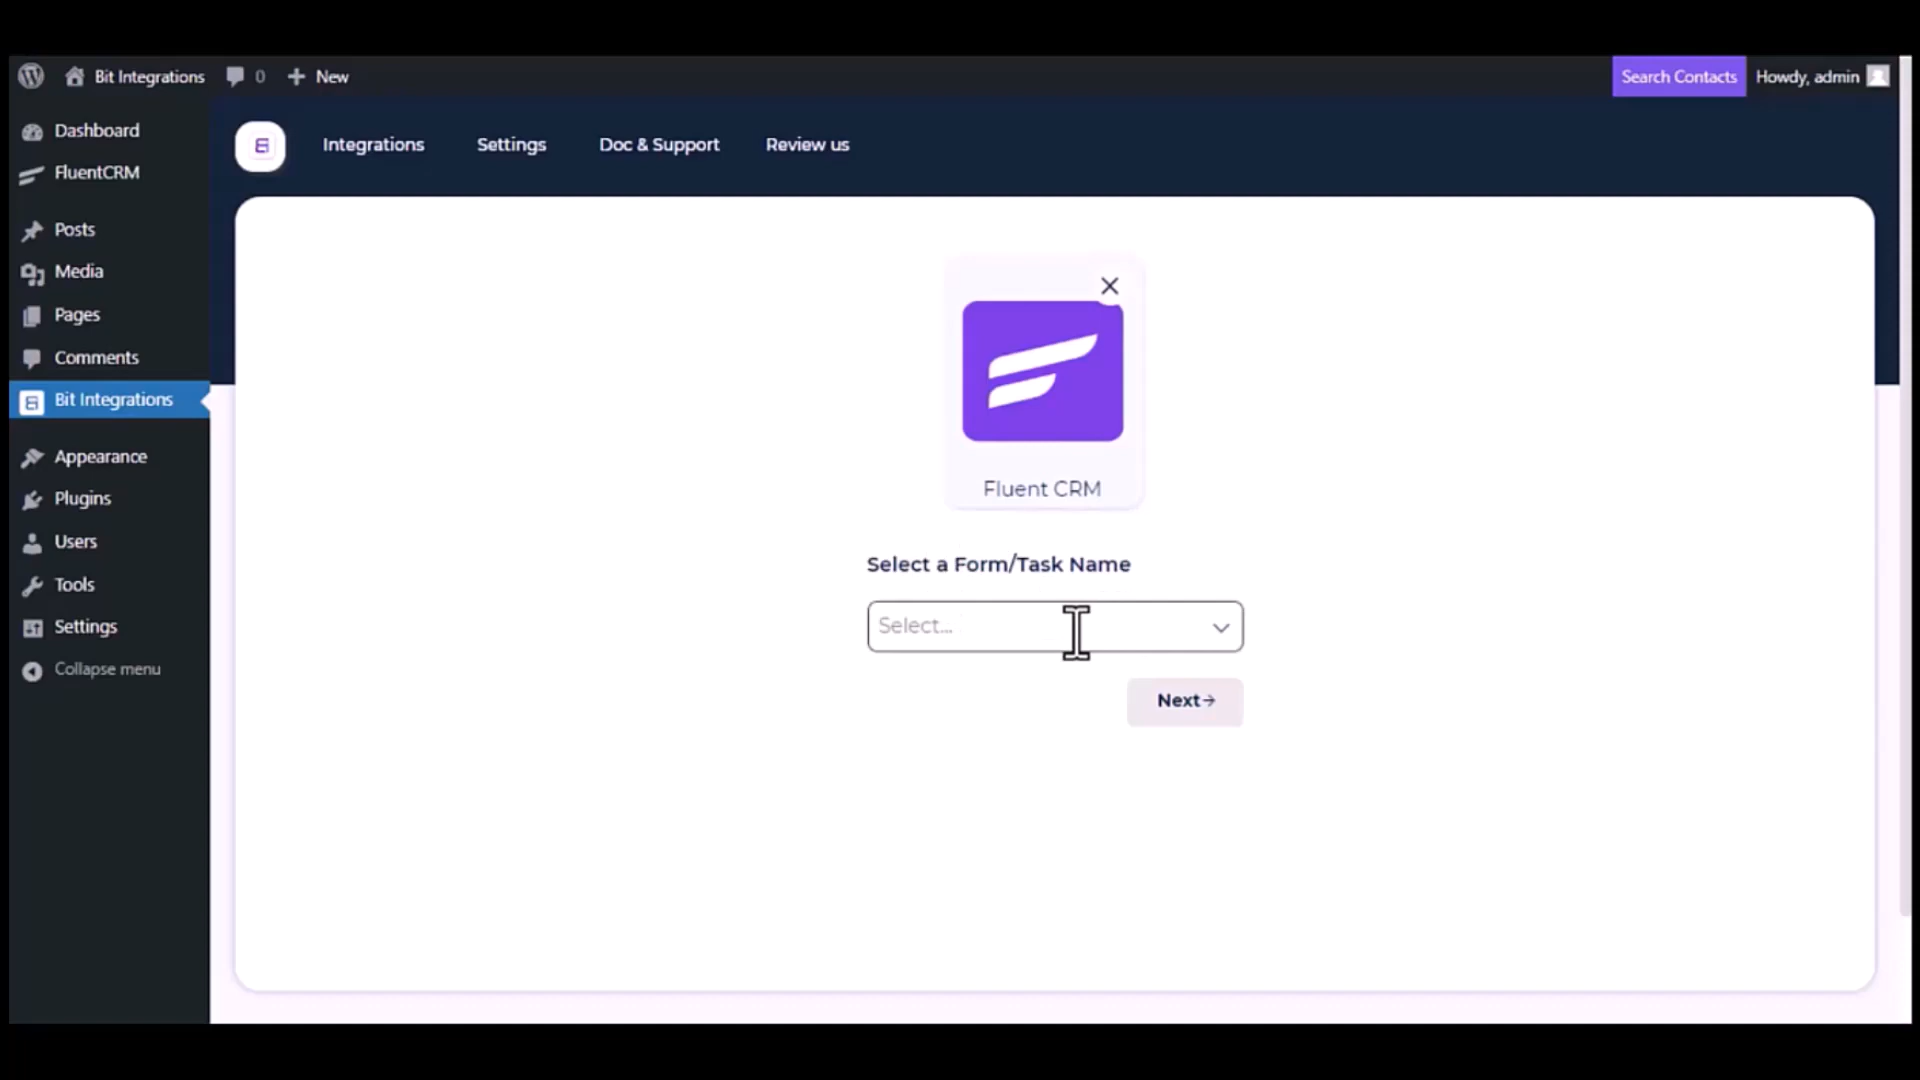 Bit Integrations 0 New Search Contacts Howdy, admin
Dashboard
FluentCRM
Posts
Media
Pages
Comments
Bit Integrations
Appearance
Plugins
Users
Tools
Settings
Collapse menu
Integrations Settings Doc & Support Review us
Fluent CRM
Select a Form/Task Name
Select...
Next→